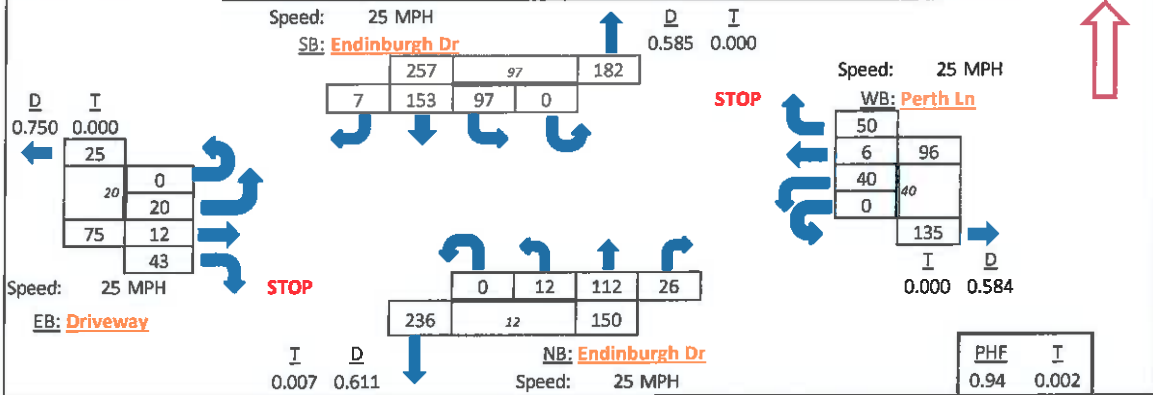 Speed: 25 MPH
SB: Endinburgh Dr
D T
0.585 0.000
257 97 182
7 153 97 0
STOP
Speed: 25 MPH
WB: Perth Ln
50
6 96
40
40
0
135
T D
0.000 0.584
D T
0.750 0.000
25
0
20
20
75 12
43
Speed: 25 MPH
EB: Driveway
STOP
0 12 112 26
236 12 150
T D
0.007 0.611
NB: Endinburgh Dr
Speed: 25 MPH
PHF T
0.94 0.002